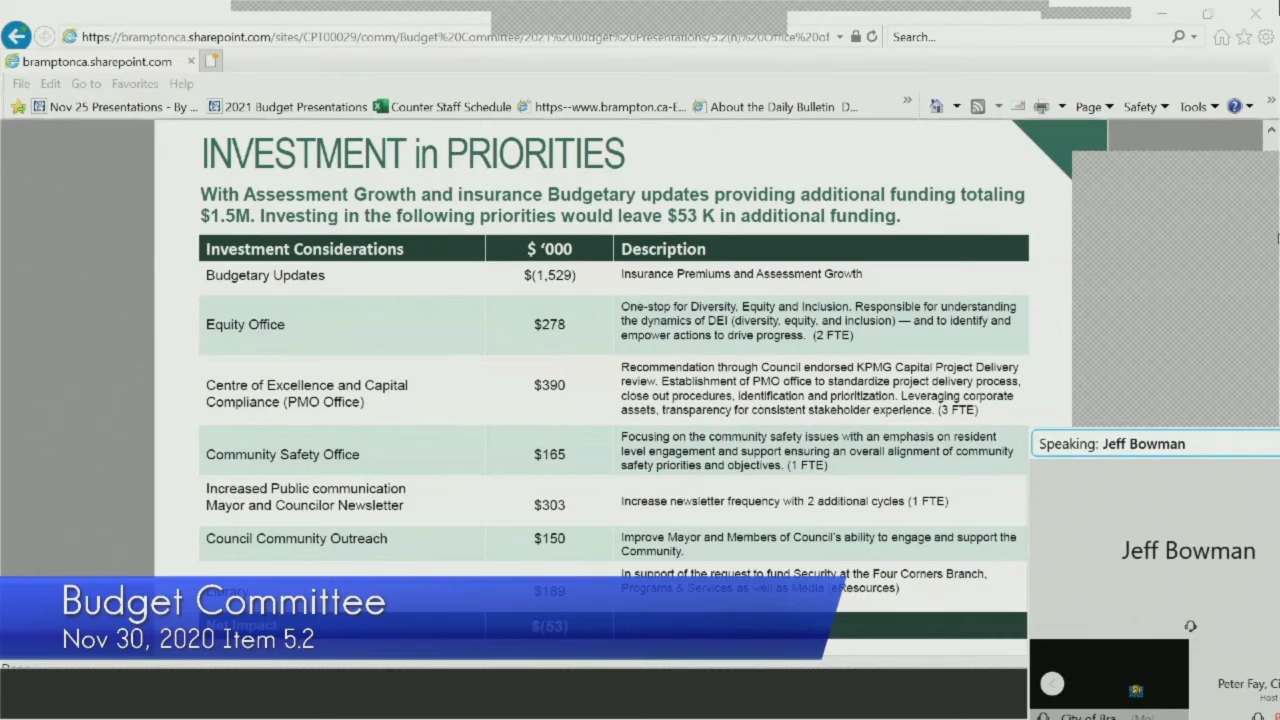 https://bramptonca.sharepoint.com/sites/CPT00029/comm/Budget%20Committee/2021%20Budget%20Presentations/5.2(h)%20Office%20of
Search...
bramptonca.sharepoint.com
File Edit Go to Favorites Help
Nov 25 Presentations - By ... 2021 Budget Presentations Counter Staff Schedule https--www.brampton.ca-E... About the Daily Bulletin D... Page Safety Tools
INVESTMENT in PRIORITIES
With Assessment Growth and insurance Budgetary updates providing additional funding totaling
$1.5M. Investing in the following priorities would leave $53 K in additional funding.
Investment Considerations $ ‘000 Description
Budgetary Updates $(1,529) Insurance Premiums and Assessment Growth
Equity Office $278
One-stop for Diversity, Equity and Inclusion. Responsible for understanding
the dynamics of DEI (diversity, equity, and inclusion) — and to identify and
empower actions to drive progress. (2 FTE)
Centre of Excellence and Capital
Compliance (PMO Office)
$390
Recommendation through Council endorsed KPMG Capital Project Delivery
review. Establishment of PMO office to standardize project delivery process,
close out procedures, identification and prioritization. Leveraging corporate
assets, transparency for consistent stakeholder experience. (3 FTE)
Community Safety Office $165
Focusing on the community safety issues with an emphasis on resident
level engagement and support ensuring an overall alignment of community
safety priorities and objectives. (1 FTE)
Increased Public communication
Mayor and Councilor Newsletter
$303
Increase newsletter frequency with 2 additional cycles (1 FTE)
Council Community Outreach $150
Improve Mayor and Members of Council's ability to engage and support the
Community.
Library $189
In support of the request to fund Security at the Four Corners Branch,
Programs & Services as well as Media (eResources)
Net Impact $(53)
Speaking: Jeff Bowman
Jeff Bowman
Peter Fay, Ci
Host
City of Bra... (Me)
Budget Committee
Nov 30, 2020 Item 5.2